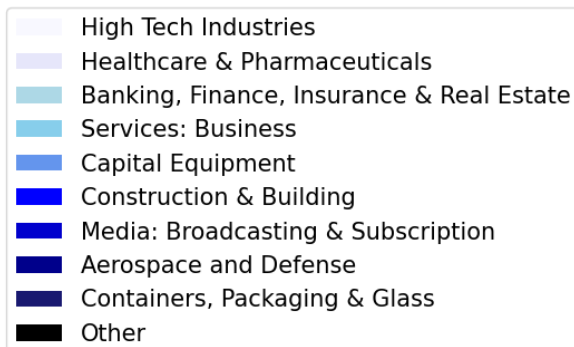 High Tech Industries
Healthcare & Pharmaceuticals
Banking, Finance, Insurance & Real Estate
Services: Business
Capital Equipment
Construction & Building
Media: Broadcasting & Subscription
Aerospace and Defense
Containers, Packaging & Glass
Other